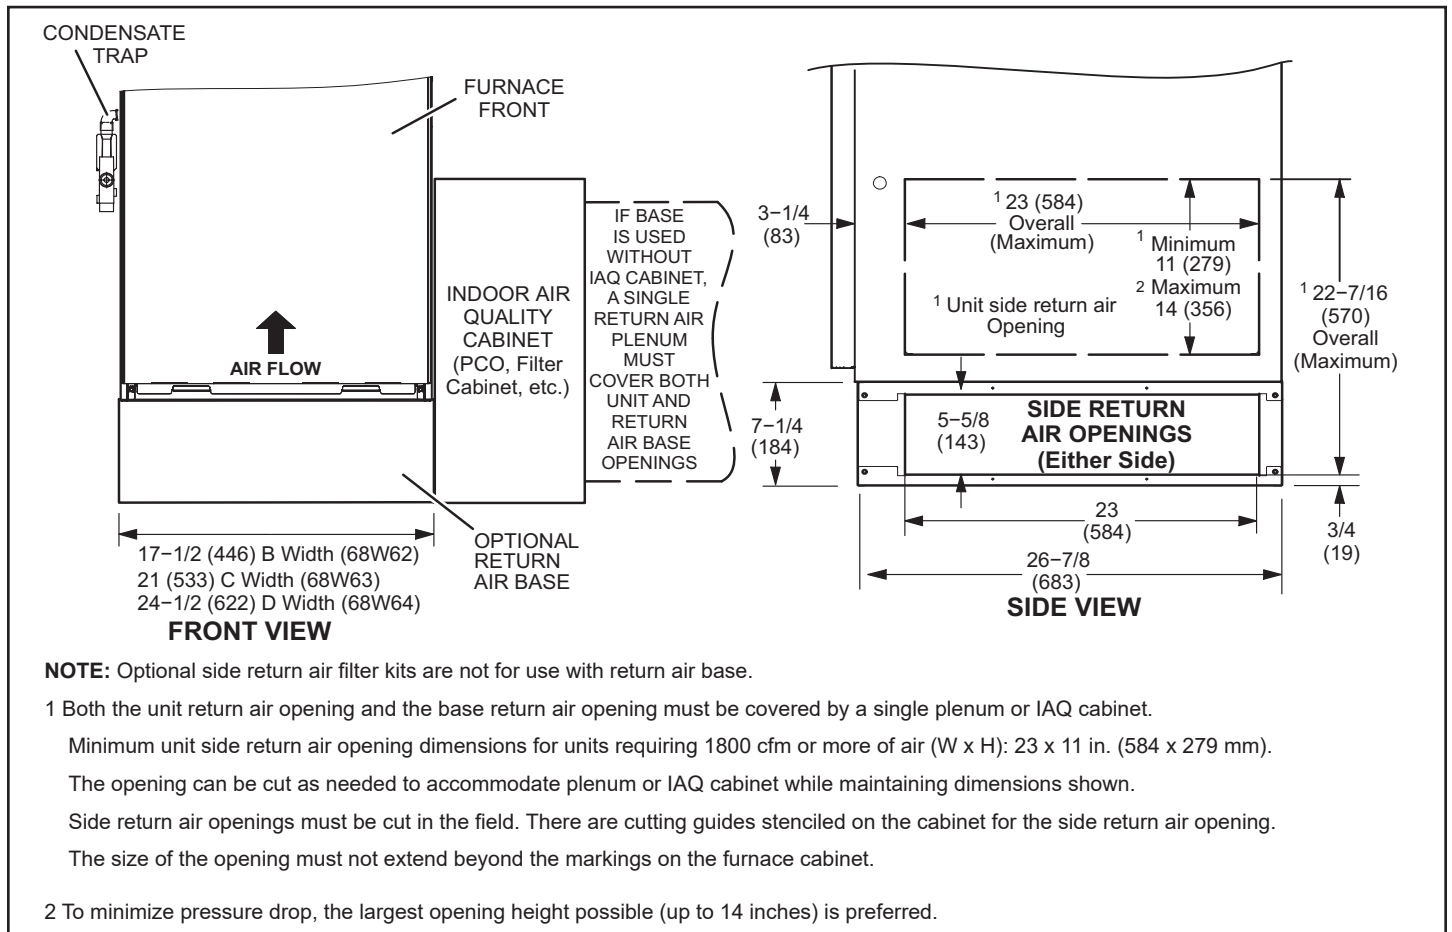 CONDENSATE
TRAP
FURNACE
FRONT
AIR FLOW
INDOOR AIR
QUALITY
CABINET
(PCO, Filter
Cabinet, etc.)
IF BASE
IS USED
WITHOUT
IAQ CABINET,
A SINGLE
RETURN AIR
PLENUM
MUST
COVER BOTH
UNIT AND
RETURN
AIR BASE
OPENINGS
OPTIONAL
RETURN
AIR BASE
17−1/2 (446) B Width (68W62)
21 (533) C Width (68W63)
24−1/2 (622) D Width (68W64)
FRONT VIEW
3−1/4
(83)
1 23 (584)
Overall
(Maximum)
1 Minimum
11 (279)
2 Maximum
14 (356)
1 Unit side return air
Opening
1 22−7/16
(570)
Overall
(Maximum)
7−1/4
(184)
5−5/8
(143)
SIDE RETURN
AIR OPENINGS
(Either Side)
23
(584)
3/4
(19)
26−7/8
(683)
SIDE VIEW
NOTE: Optional side return air filter kits are not for use with return air base.
1 Both the unit return air opening and the base return air opening must be covered by a single plenum or IAQ cabinet.
Minimum unit side return air opening dimensions for units requiring 1800 cfm or more of air (W x H): 23 x 11 in. (584 x 279 mm).
The opening can be cut as needed to accommodate plenum or IAQ cabinet while maintaining dimensions shown.
Side return air openings must be cut in the field. There are cutting guides stenciled on the cabinet for the side return air opening.
The size of the opening must not extend beyond the markings on the furnace cabinet.
2 To minimize pressure drop, the largest opening height possible (up to 14 inches) is preferred.